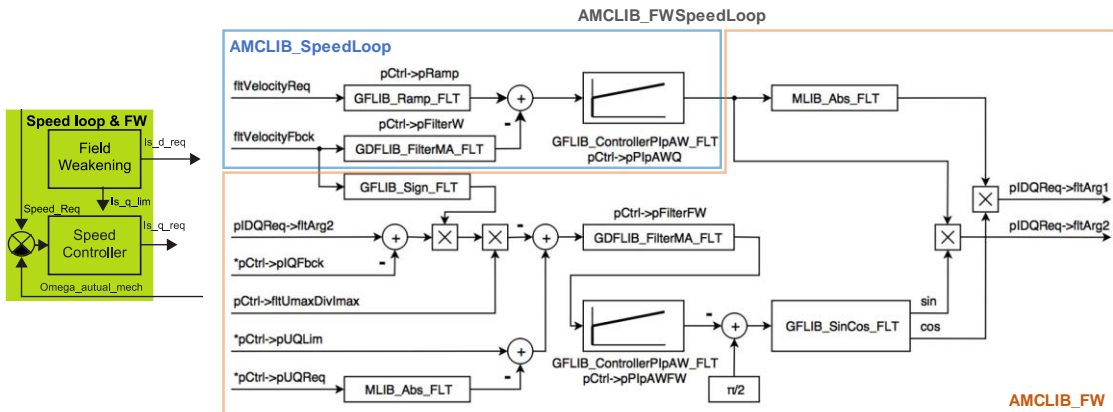 AMCLIB_FWSpeedLoop
AMCLIB_SpeedLoop
pCtrl->pRamp
fltVelocityReq
GFLIB_Ramp_FLT
+
-
MLIB_Abs_FLT
pCtrl->pFilterW
fltVelocityFbck
GDFLIB_FilterMA_FLT
GFLIB_ControllerPIpAW_FLT
pCtrl->pPIpAWQ
Speed loop & FW
Field
Weakening
Is_d_req
Is_q_lim
Speed_Req
Speed
Controller
Is_q_req
Omega_autual_mech
GFLIB_Sign_FLT
pIDQReq->fltArg1
pCtrl->pFilterFW
pIDQReq->fltArg2
+
-
-
+
GDFLIB_FilterMA_FLT
pIDQReq->fltArg2
*pCtrl->pIQFbck
pCtrl->fltUmaxDivImax
*pCtrl->pUQLim
+
-
-
+
GFLIB_SinCos_FLT
sin
cos
GFLIB_ControllerPIpAW_FLT
pCtrl->pPIpAWFW
*pCtrl->pUQReq
MLIB_Abs_FLT
π/2
AMCLIB_FW